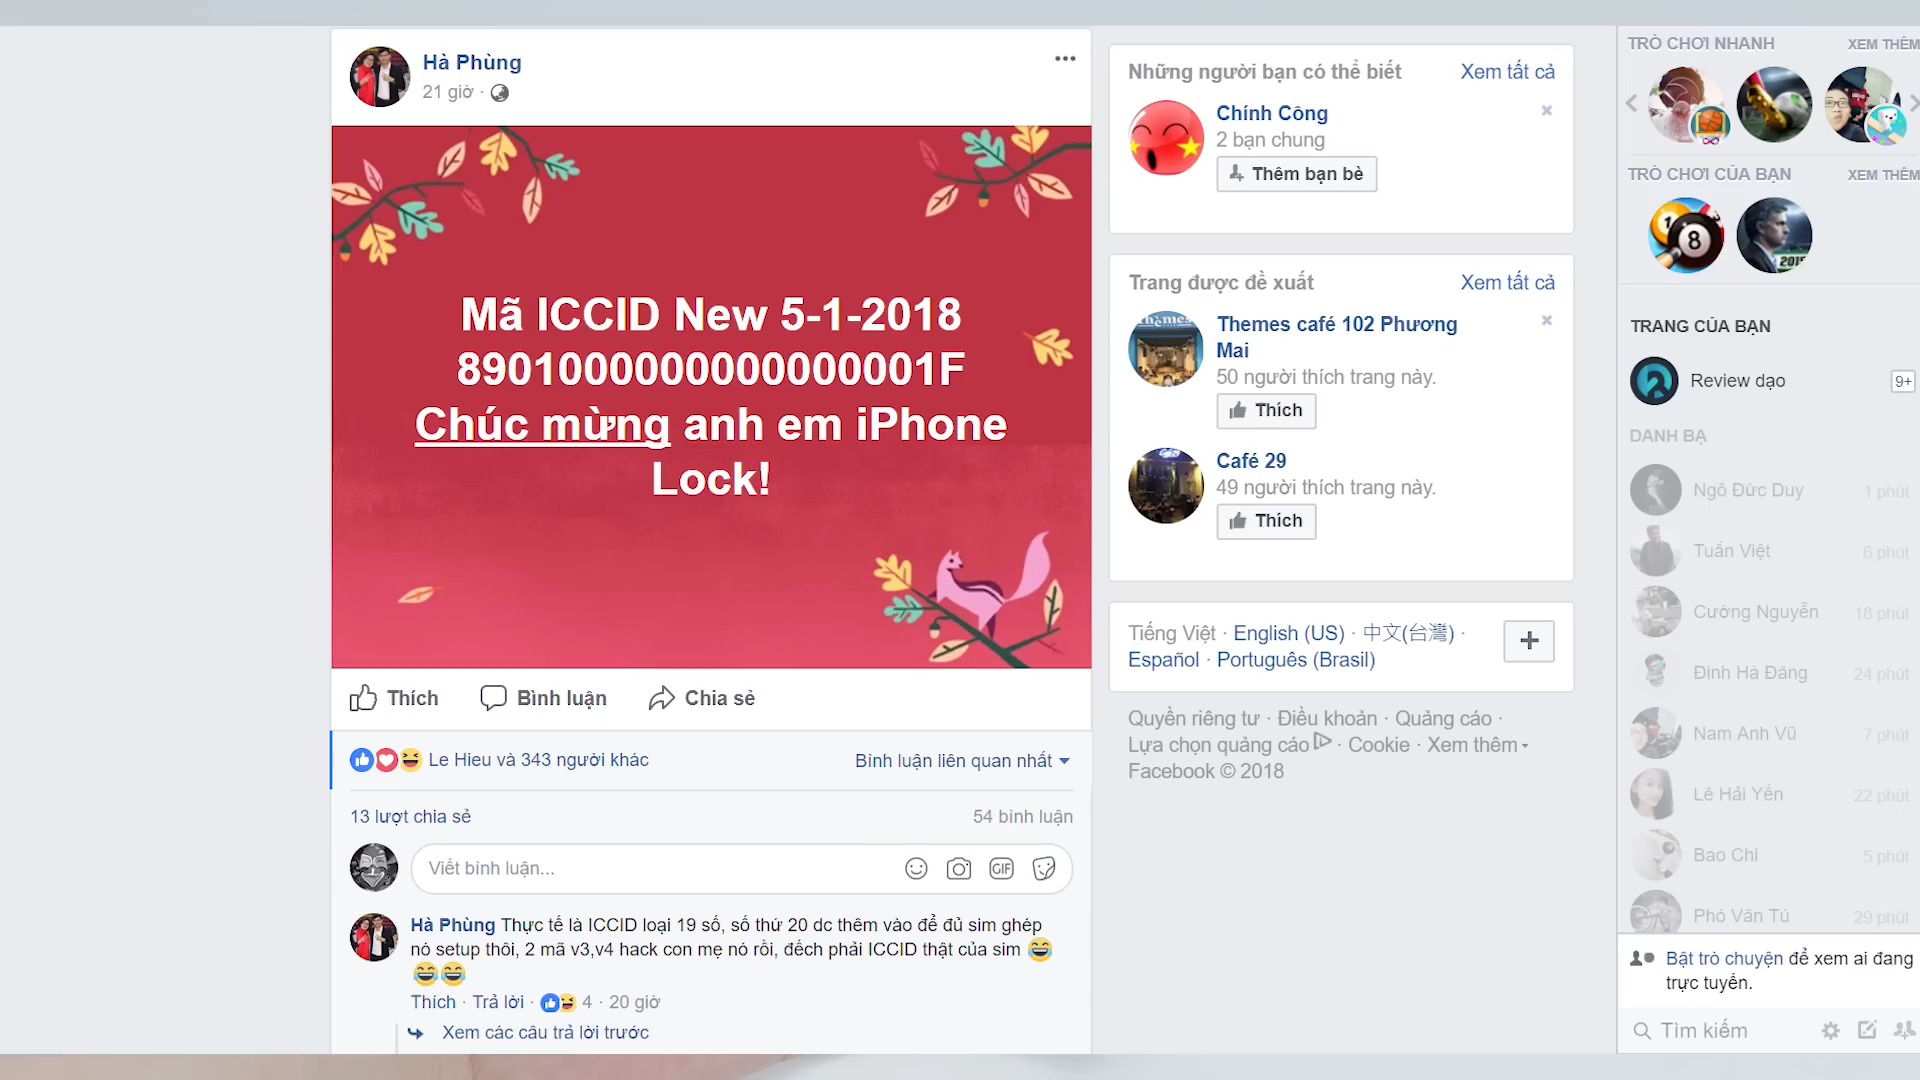 Hà Phùng
21 giờ ·
Mã ICCID New 5-1-2018
8901000000000000001F
Chúc mừng anh em iPhone
Lock!
Thích
Bình luận
Chia sẻ
Le Hieu và 343 người khác
Bình luận liên quan nhất
13 lượt chia sẻ
54 bình luận
Viết bình luận...
GIF
Hà Phùng Thực tế là ICCID loại 19 số, số thứ 20 dc thêm vào để đủ sim ghép
nó setup thôi, 2 mã v3,v4 hack con mẹ nó rồi, đếch phải ICCID thật của sim 😂
😂😂
Thích · Trả lời · 4 · 20 giờ
Xem các câu trả lời trước
Những người bạn có thể biết
Xem tất cả
Chính Công
2 bạn chung
Thêm bạn bè
Trang được đề xuất
Xem tất cả
Themes café 102 Phương
Mai
50 người thích trang này.
Thích
Café 29
49 người thích trang này.
Thích
Tiếng Việt · English (US) · 中文(台灣) ·
Español · Português (Brasil)
Quyền riêng tư · Điều khoản · Quảng cáo ·
Lựa chọn quảng cáo · Cookie · Xem thêm
Facebook © 2018
TRÒ CHƠI NHANH
XEM THÊM
TRÒ CHƠI CỦA BẠN
XEM THÊM
8
2015
TRANG CỦA BẠN
Review dạo
9+
DANH BẠ
Ngô Đức Duy
1 phút
Tuấn Việt
6 phút
Cường Nguyễn
18 phút
Đinh Hà Đăng
24 phút
Nam Anh Vũ
7 phút
Lê Hải Yến
22 phút
Bao Chi
5 phút
Phó Văn Tú
29 phút
Bật trò chuyện để xem ai đang
trực tuyến.
Tìm kiếm